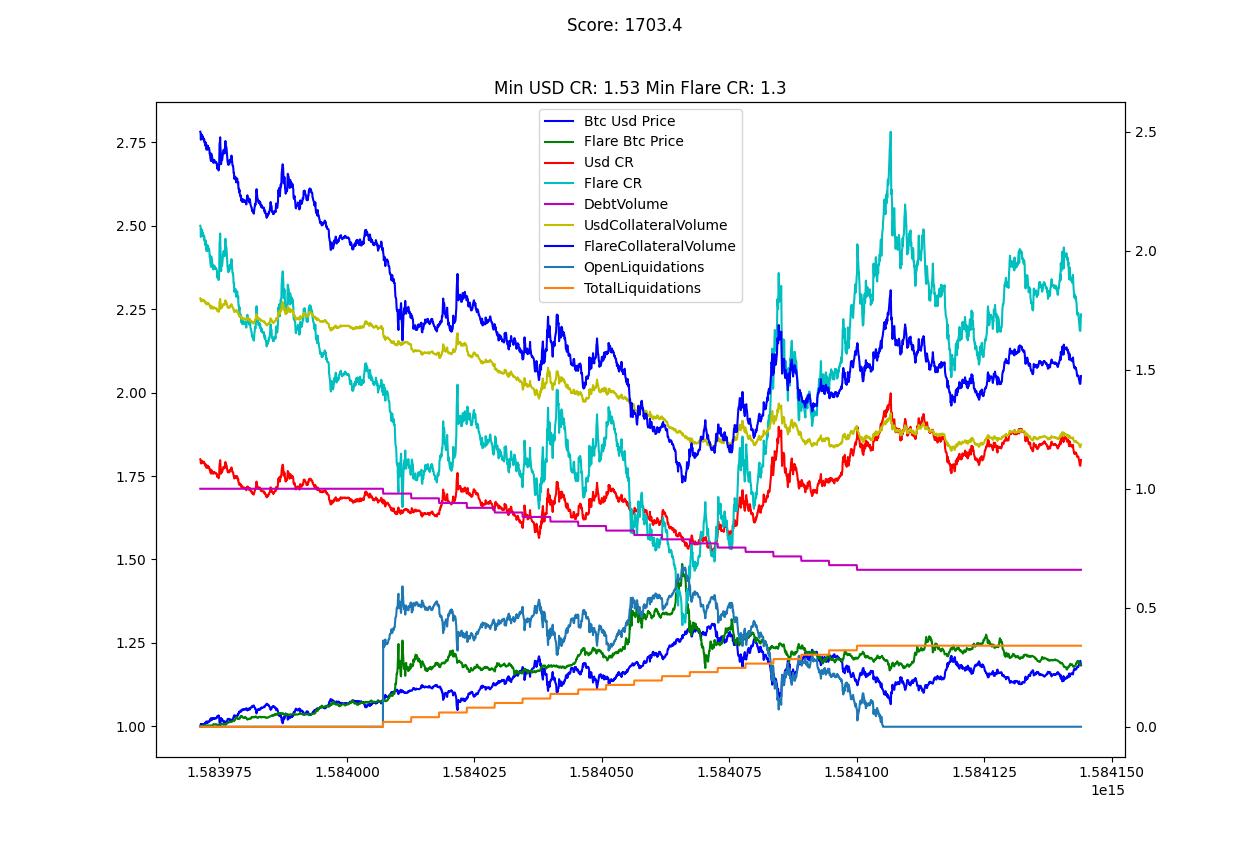 Score: 1703.4
Min USD CR: 1.53 Min Flare CR: 1.3
Btc Usd Price
Flare Btc Price
Usd CR
Flare CR
DebtVolume
UsdCollateralVolume
FlareCollateralVolume
OpenLiquidations
TotalLiquidations
2.75
2.50
2.25
2.00
1.75
1.50
1.25
1.00
2.5
2.0
1.5
1.0
0.5
0.0
1.583975
1.584000
1.584025
1.584050
1.584075
1.584100
1.584125
1.584150
1e15